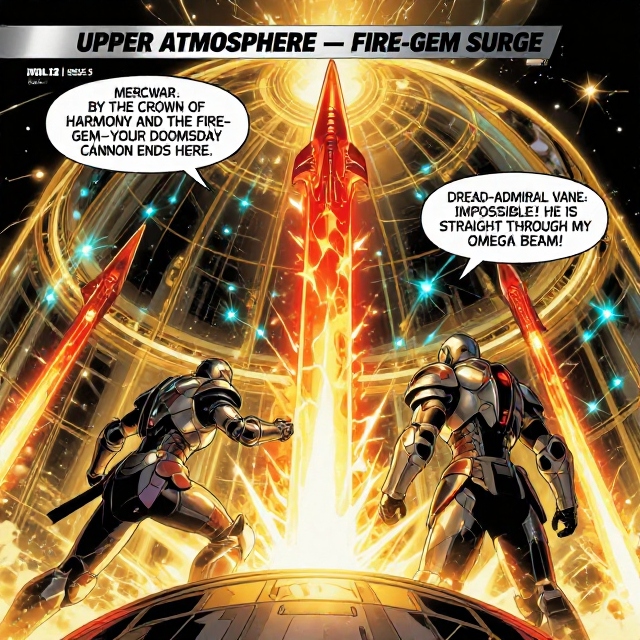 UPPER ATMOSPHERE — FIRE-GEM SURGE
MERCWAR.
BY THE CROWN OF
HARMONY AND THE FIRE-
GEM—YOUR DOOMSDAY
CANNON ENDS HERE.
DREAD-ADMIRAL VANE:
IMPOSSIBLE! HE IS
STRAIGHT THROUGH MY
OMEGA BEAM!